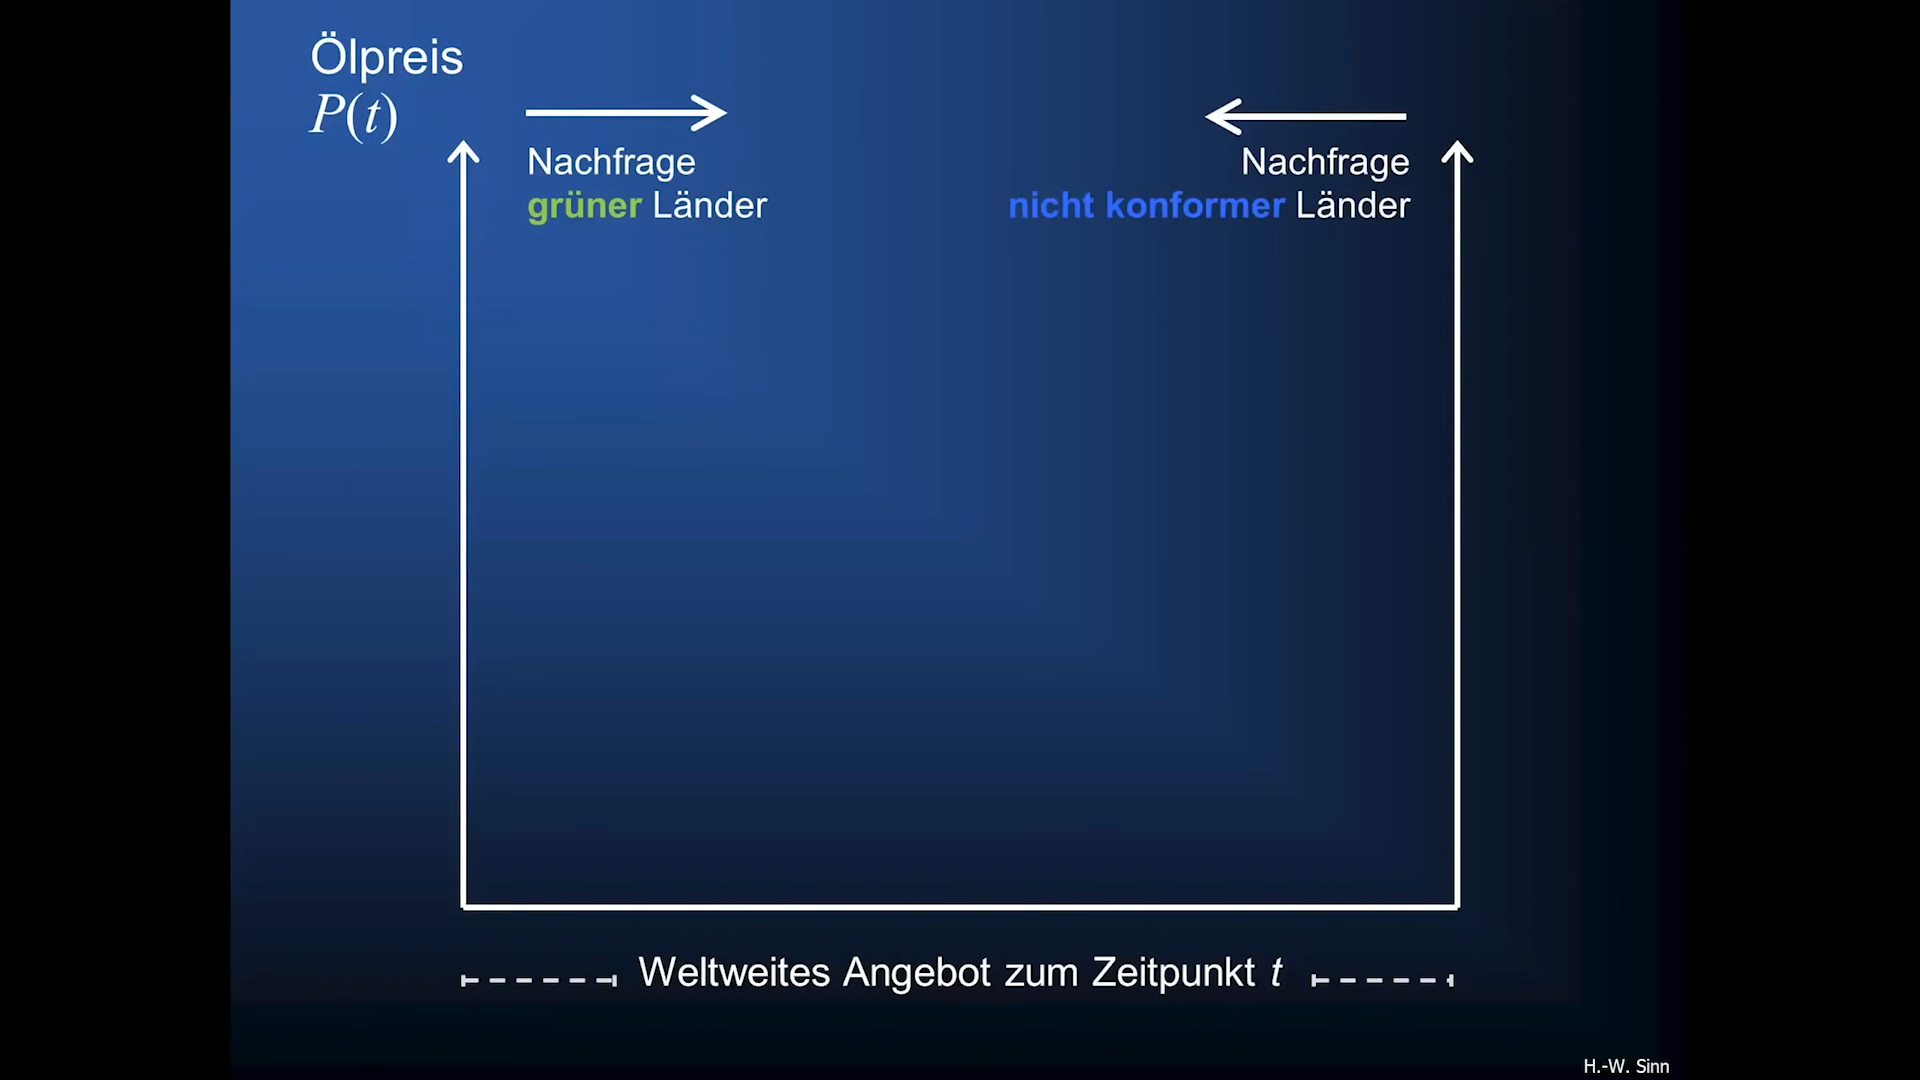 Ölpreis
P(t)
Nachfrage
grüner Länder
Nachfrage
nicht konformer Länder
Weltweites Angebot zum Zeitpunkt t
H.-W. Sinn